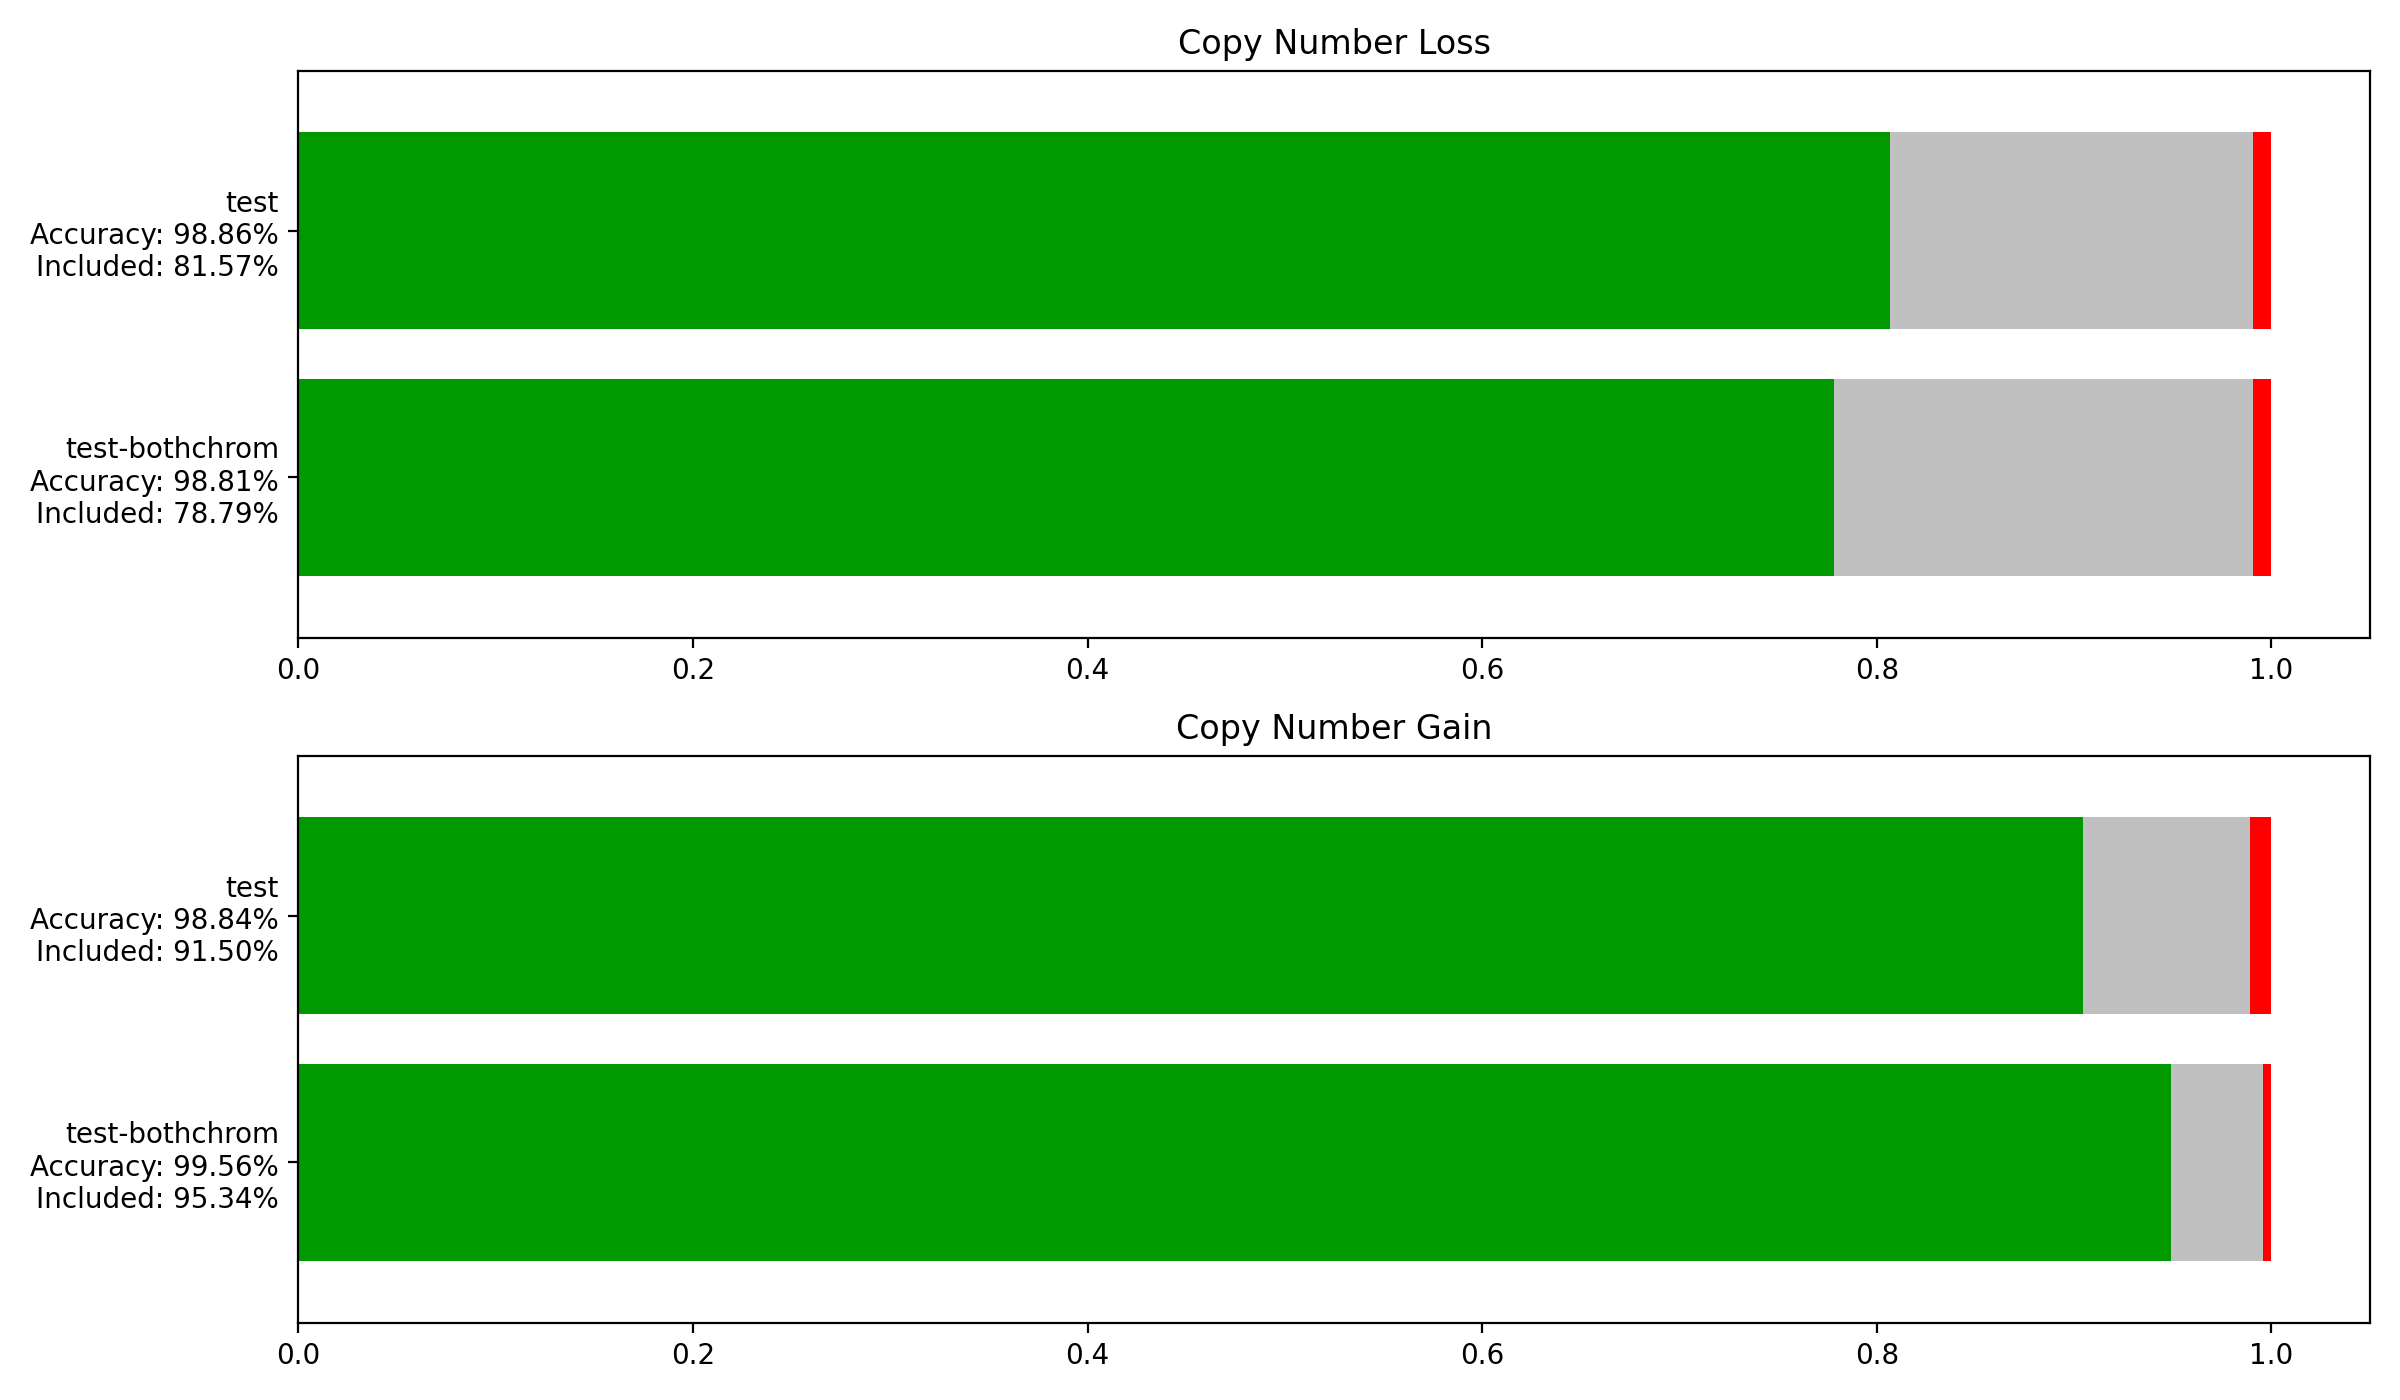 Copy Number Loss
test
Accuracy: 98.86%
Included: 81.57%
test-bothchrom
Accuracy: 98.81%
Included: 78.79%
0.0 0.2 0.4 0.6 0.8 1.0
Copy Number Gain
test
Accuracy: 98.84%
Included: 91.50%
test-bothchrom
Accuracy: 99.56%
Included: 95.34%
0.0 0.2 0.4 0.6 0.8 1.0